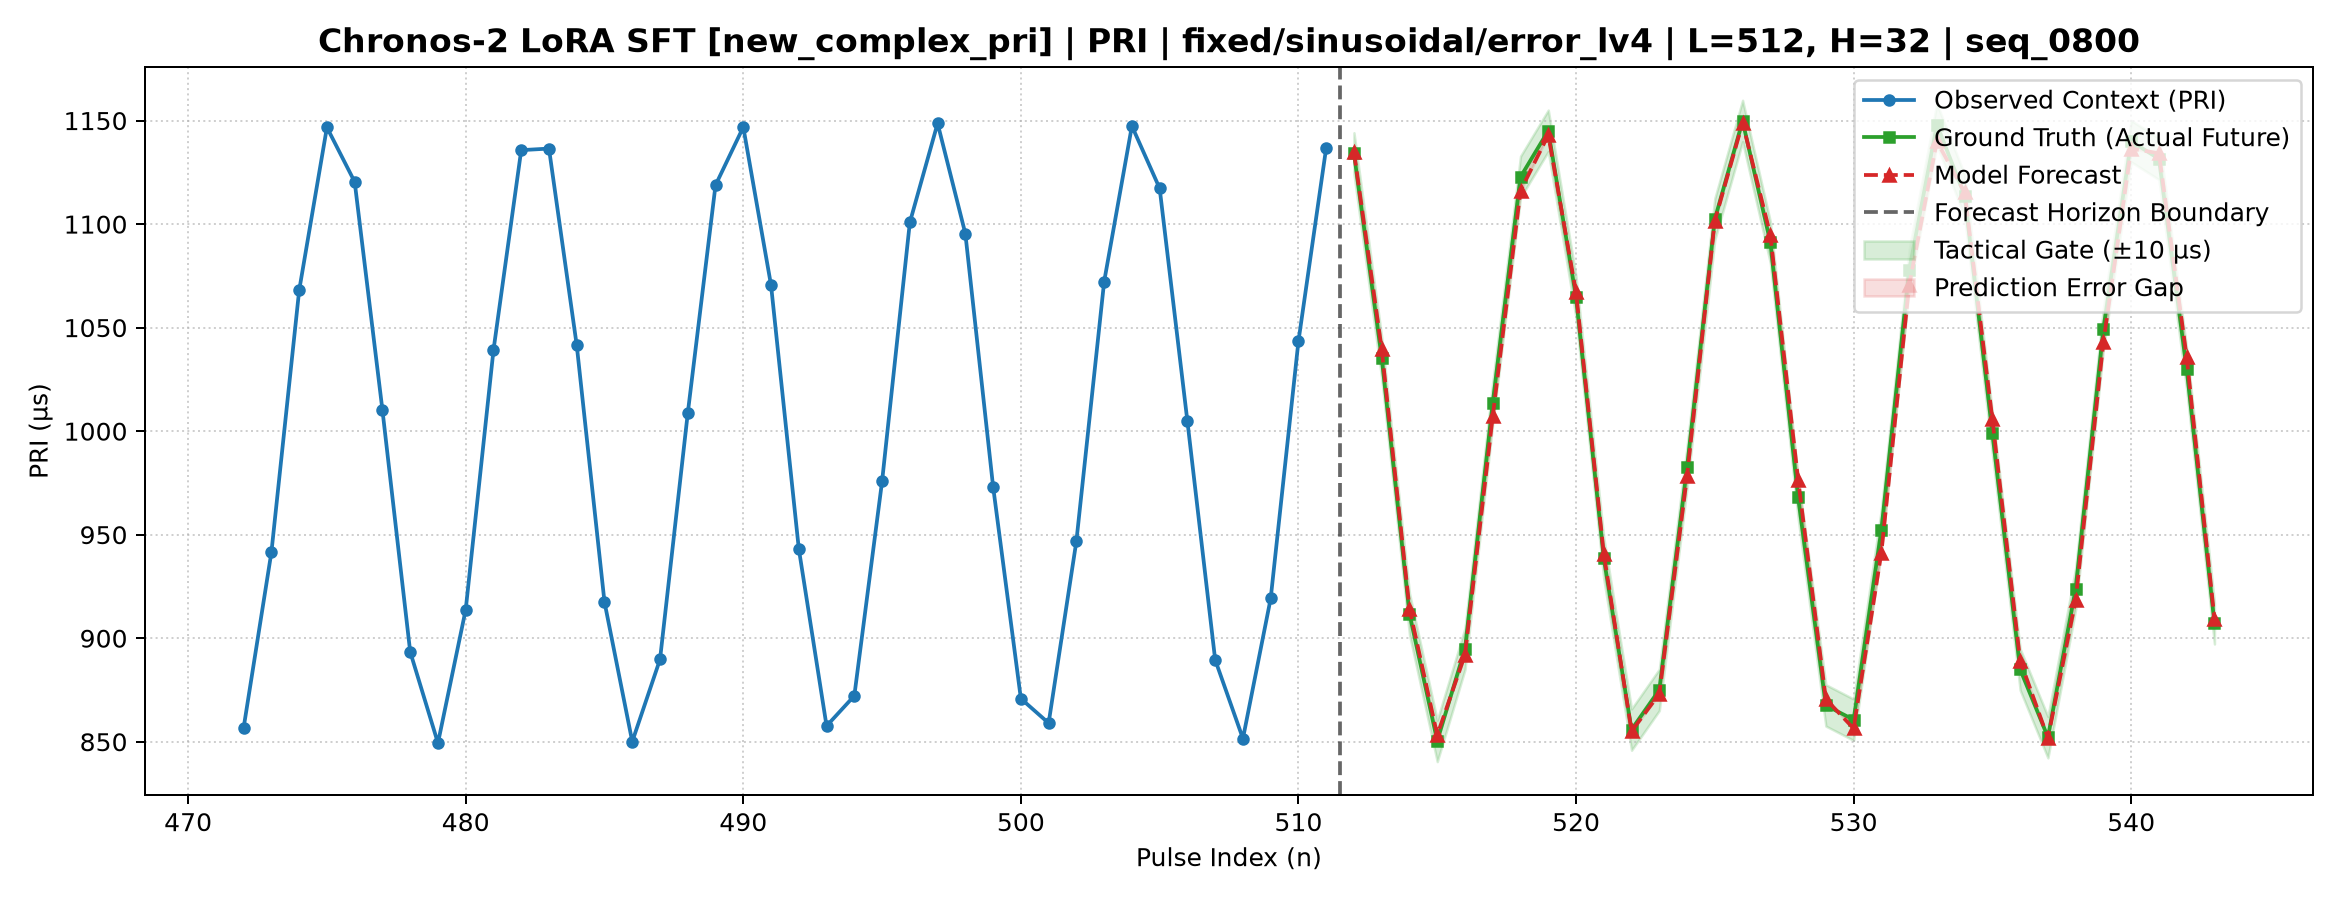 Chronos-2 LoRA SFT [new_complex_pri] | PRI | fixed/sinusoidal/error_lv4 | L=512, H=32 | seq_0800
Observed Context (PRI)
Ground Truth (Actual Future)
Model Forecast
Forecast Horizon Boundary
Tactical Gate (±10 µs)
Prediction Error Gap
PRI (µs)
1150
1100
1050
1000
950
900
850
470 480 490 500 510 520 530 540
Pulse Index (n)